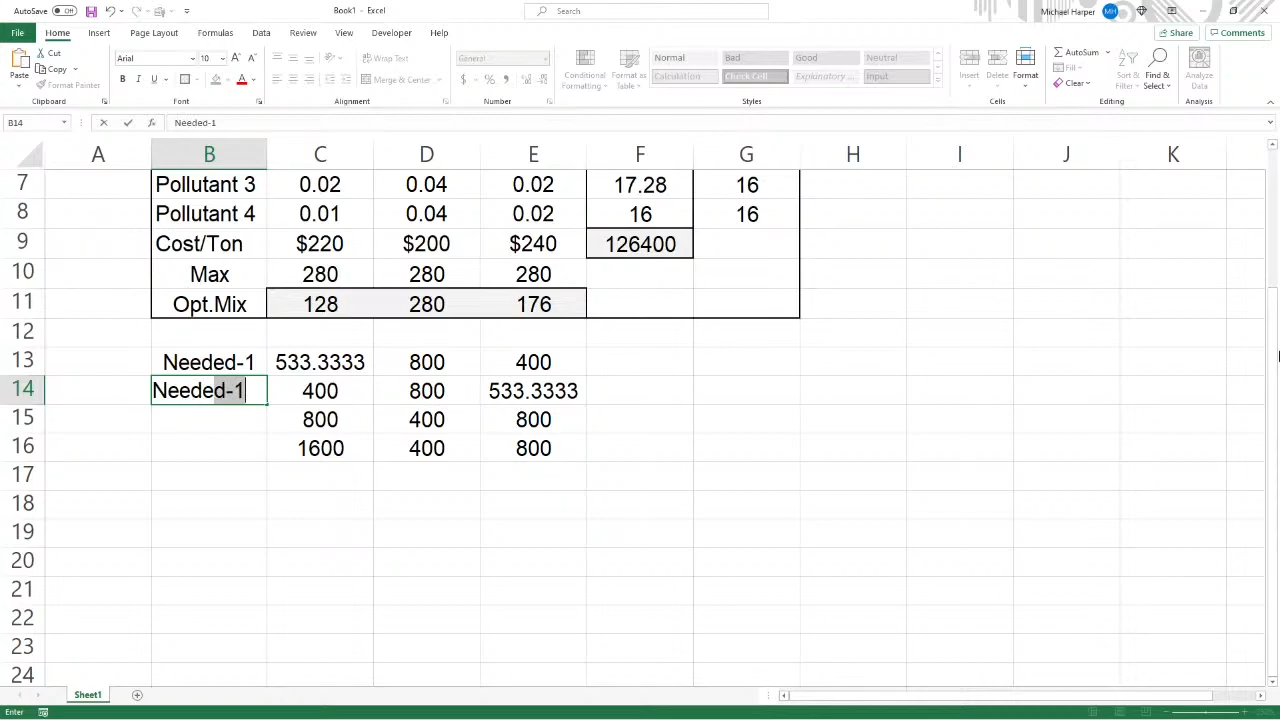 AutoSave Off Book1 - Excel Search Michael Harper MH
File Home Insert Page Layout Formulas Data Review View Developer Help Share Comments
Paste Cut Copy Format Painter Arial 10 B I U Wrap Text Merge & Center General $ % Conditional Formatting Format as Table Normal Bad Good Neutral Calculation Check Cell Explanatory ... Input Insert Delete Format AutoSum Fill Clear Sort & Filter Find & Select Analyze Data
Clipboard Font Alignment Number Styles Cells Editing Analysis
B14 fx Needed-1
A B C D E F G H I J K
7 Pollutant 3 0.02 0.04 0.02 17.28 16
8 Pollutant 4 0.01 0.04 0.02 16 16
9 Cost/Ton $220 $200 $240 126400
10 Max 280 280 280
11 Opt.Mix 128 280 176
12
13 Needed-1 533.3333 800 400
14 Needed-1 400 800 533.3333
15 800 400 800
16 1600 400 800
17
18
19
20
21
22
23
24
Sheet1
Enter